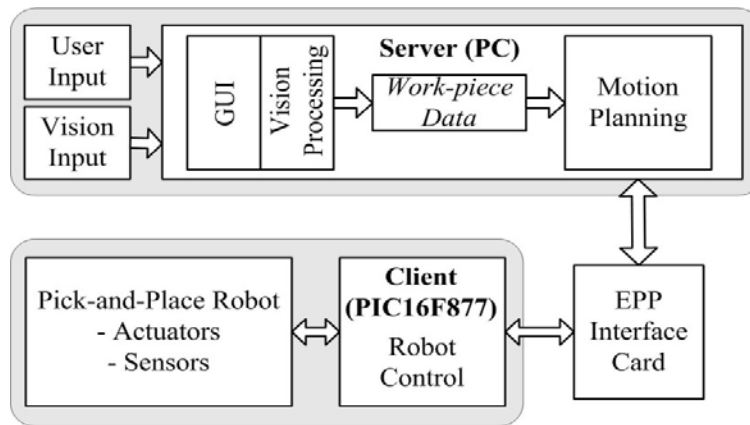 User
Input
Vision
Input
GUI
Vision
Processing
Server (PC)
Work-piece
Data
Motion
Planning
Pick-and-Place Robot
- Actuators
- Sensors
Client
(PIC16F877)
Robot
Control
EPP
Interface
Card